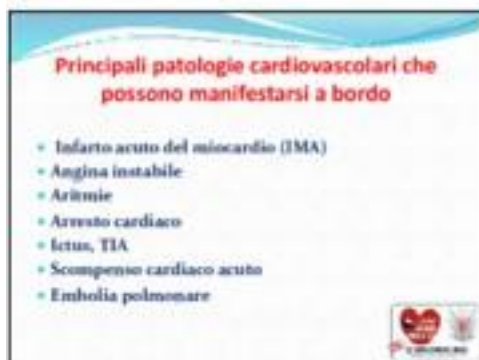 Principali patologie cardiovascolari che
possono manifestarsi a bordo
• Infarto acuto del miocardio (IMA)
• Angina instabile
• Aritmie
• Arresto cardiaco
• Ictus, TIA
• Scompenso cardiaco acuto
• Embolia polmonare